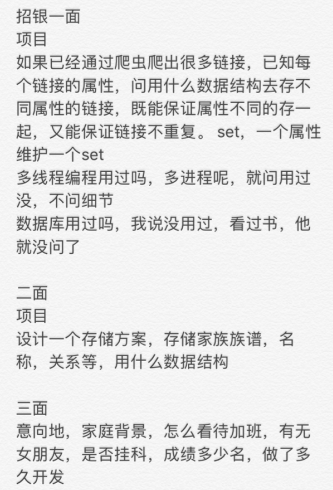 招银一面
项目
如果已经通过爬虫爬出很多链接，已知每
个链接的属性，问用什么数据结构去存不
同属性的链接，既能保证属性不同的存一
起，又能保证链接不重复。 set，一个属性
维护一个set
多线程编程用过吗，多进程呢，就问用过
没，不问细节
数据库用过吗，我说没用过，看过书，他
就没问了
二面
项目
设计一个存储方案，存储家族族谱，名
称，关系等，用什么数据结构
三面
意向地，家庭背景，怎么看待加班，有无
女朋友，是否挂科，成绩多少名，做了多
久开发